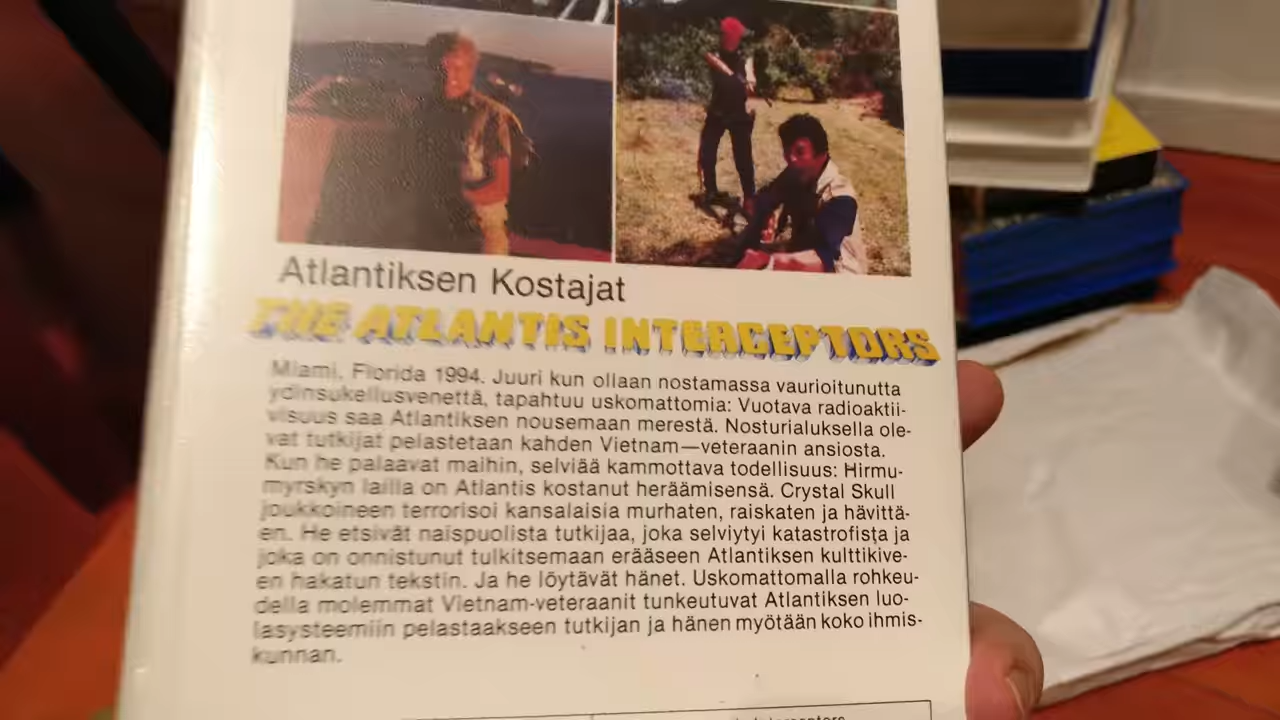 Atlantiksen Kostajat
THE ATLANTIS INTERCEPTORS
Miami, Florida 1994. Juuri kun ollaan nostamassa vaurioitunutta
ydinsukellusvenettä, tapahtuu uskomattomia: Vuotava radioaktii-
visuus saa Atlantiksen nousemaan merestä. Nosturialuksella ole-
vat tutkijat pelastetaan kahden Vietnam—veteraanin ansiosta.
Kun he palaavat maihin, selviää kammottava todellisuus: Hirmu-
myrskyn lailla on Atlantis kostanut heräämisensä. Crystal Skull
joukkoineen terrorisoi kansalaisia murhaten, raiskaten ja hävittä-
en. He etsivät naispuolista tutkijaa, joka selviytyi katastrofista ja
joka on onnistunut tulkitsemaan erääseen Atlantiksen kulttikive-
en hakatun tekstin. Ja he löytävät hänet. Uskomattomalla rohkeu-
della molemmat Vietnam-veteraanit tunkeutuvat Atlantiksen luo-
lasysteemiin pelastaakseen tutkijan ja hänen myötään koko ihmis-
kunnan.